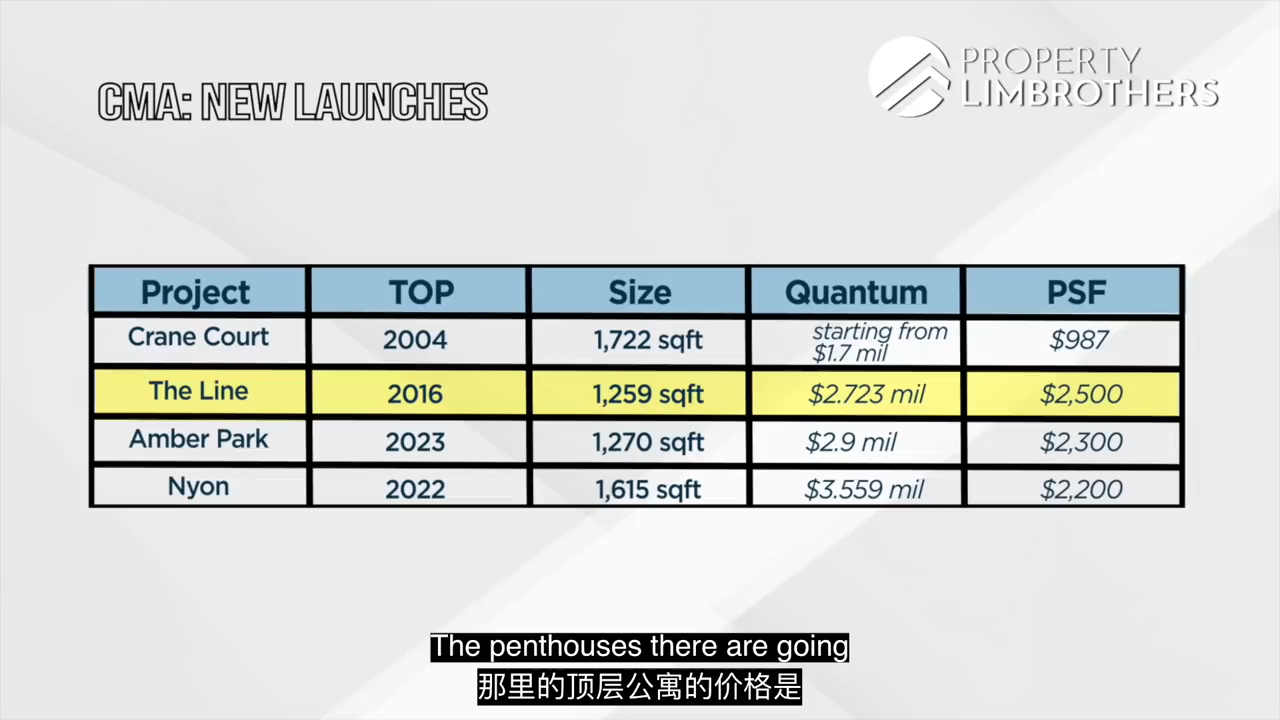 CMA: NEW LAUNCHES
PROPERTY
LIMBROTHERS
Project TOP Size Quantum PSF
Crane Court 2004 1,722 sqft starting from $1.7 mil $987
The Line 2016 1,259 sqft $2.723 mil $2,500
Amber Park 2023 1,270 sqft $2.9 mil $2,300
Nyon 2022 1,615 sqft $3.559 mil $2,200
The penthouses there are going
那里的顶层公寓的价格是